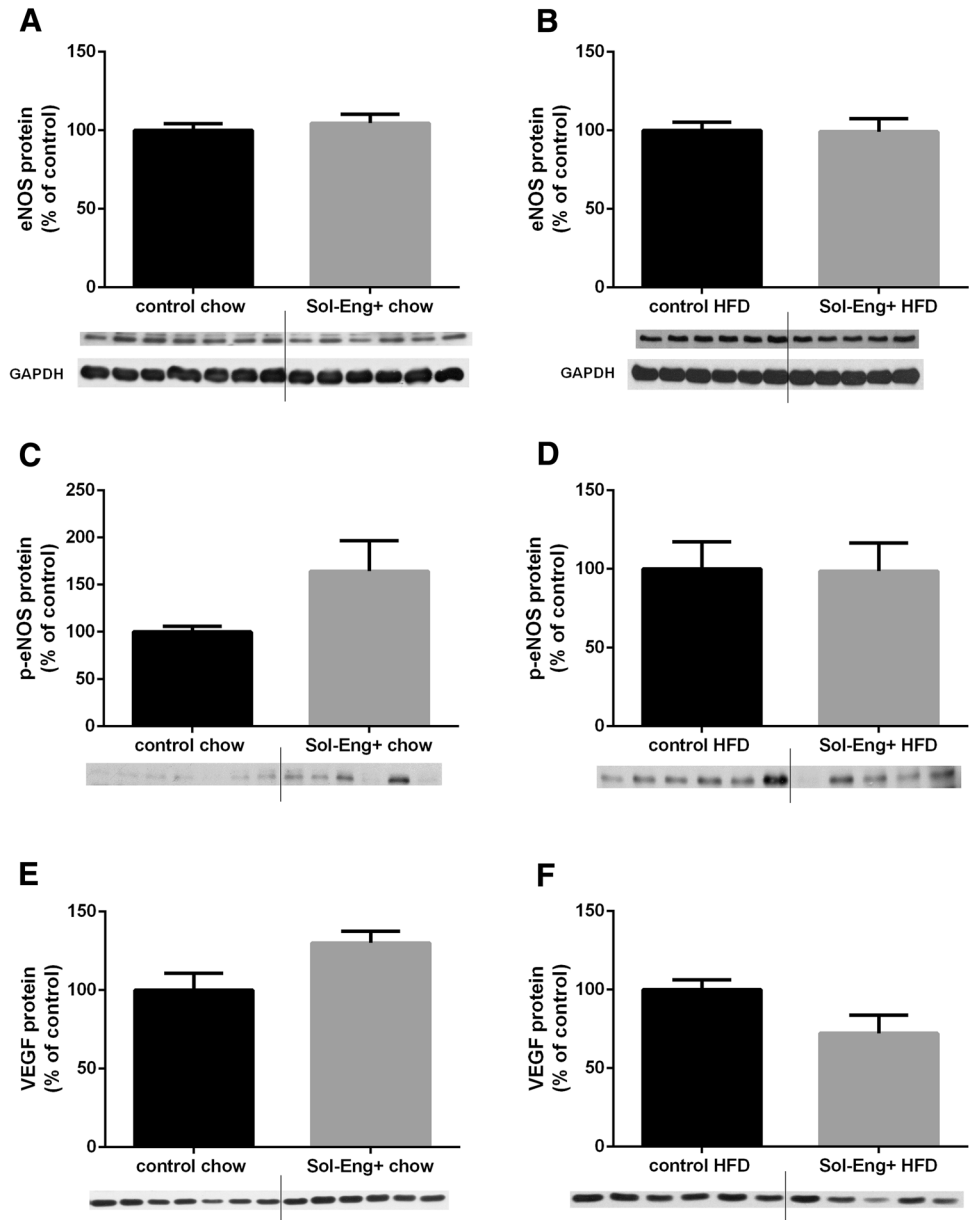 A
B
150
100
50
0
eNOS protein
(% of control)
control chow
Sol-Eng+ chow
GAPDH
150
100
50
0
eNOS protein
(% of control)
control HFD
Sol-Eng+ HFD
GAPDH
C
D
250
200
150
100
50
0
p-eNOS protein
(% of control)
control chow
Sol-Eng+ chow
150
100
50
0
p-eNOS protein
(% of control)
control HFD
Sol-Eng+ HFD
E
F
150
100
50
0
VEGF protein
(% of control)
control chow
Sol-Eng+ chow
150
100
50
0
VEGF protein
(% of control)
control HFD
Sol-Eng+ HFD